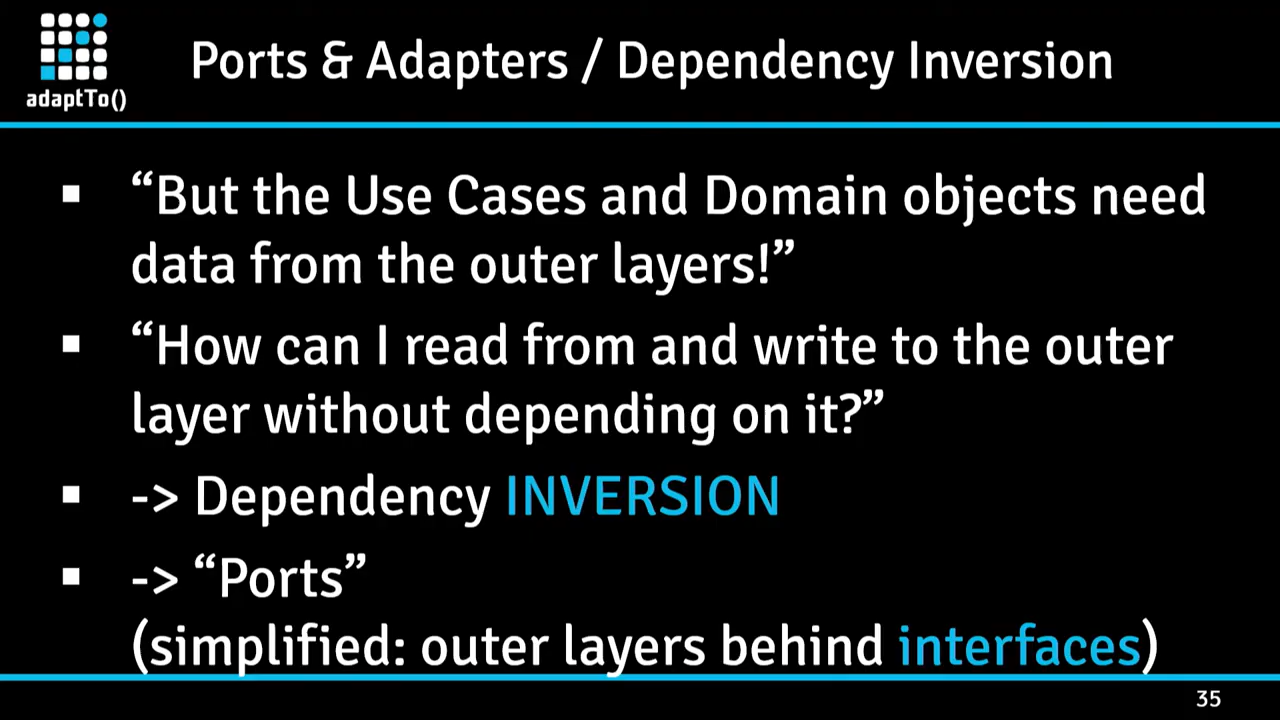 adaptTo()
Ports & Adapters / Dependency Inversion
▪ “But the Use Cases and Domain objects need
data from the outer layers!”
▪ “How can I read from and write to the outer
layer without depending on it?”
▪ -> Dependency INVERSION
▪ -> “Ports”
(simplified: outer layers behind interfaces)
35